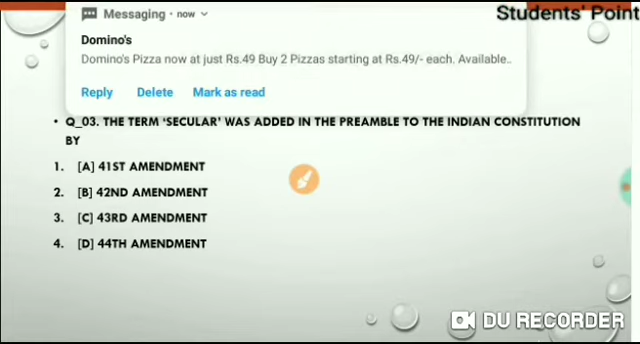 Messaging • now
Students' Point
Domino's
Domino's Pizza now at just Rs.49 Buy 2 Pizzas starting at Rs.49/- each. Available..
Reply Delete Mark as read
• Q_03. THE TERM ‘SECULAR’ WAS ADDED IN THE PREAMBLE TO THE INDIAN CONSTITUTION
BY
1. [A] 41ST AMENDMENT
2. [B] 42ND AMENDMENT
3. [C] 43RD AMENDMENT
4. [D] 44TH AMENDMENT
DU RECORDER